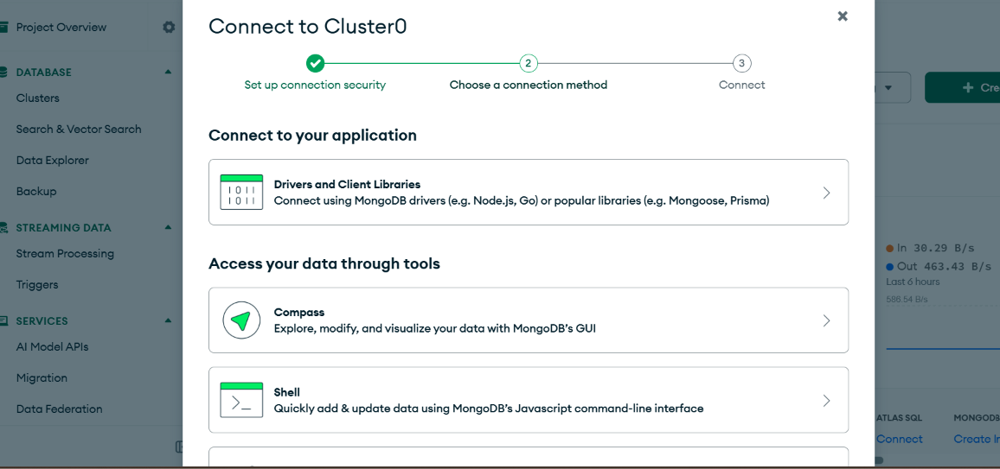 Project Overview
DATABASE
Clusters
Search & Vector Search
Data Explorer
Backup
STREAMING DATA
Stream Processing
Triggers
SERVICES
AI Model APIs
Migration
Data Federation
Connect to Cluster0
2
3
Set up connection security
Choose a connection method
Connect
Connect to your application
1011
1011
Drivers and Client Libraries
Connect using MongoDB drivers (e.g. Node.js, Go) or popular libraries (e.g. Mongoose, Prisma)
Access your data through tools
Compass
Explore, modify, and visualize your data with MongoDB's GUI
Shell
Quickly add & update data using MongoDB's Javascript command-line interface
+ Cre
In 30.29 B/s
Out 463.43 B/s
Last 6 hours
586.54 B/s
ATLAS SQL
MONGODB
Connect
Create In